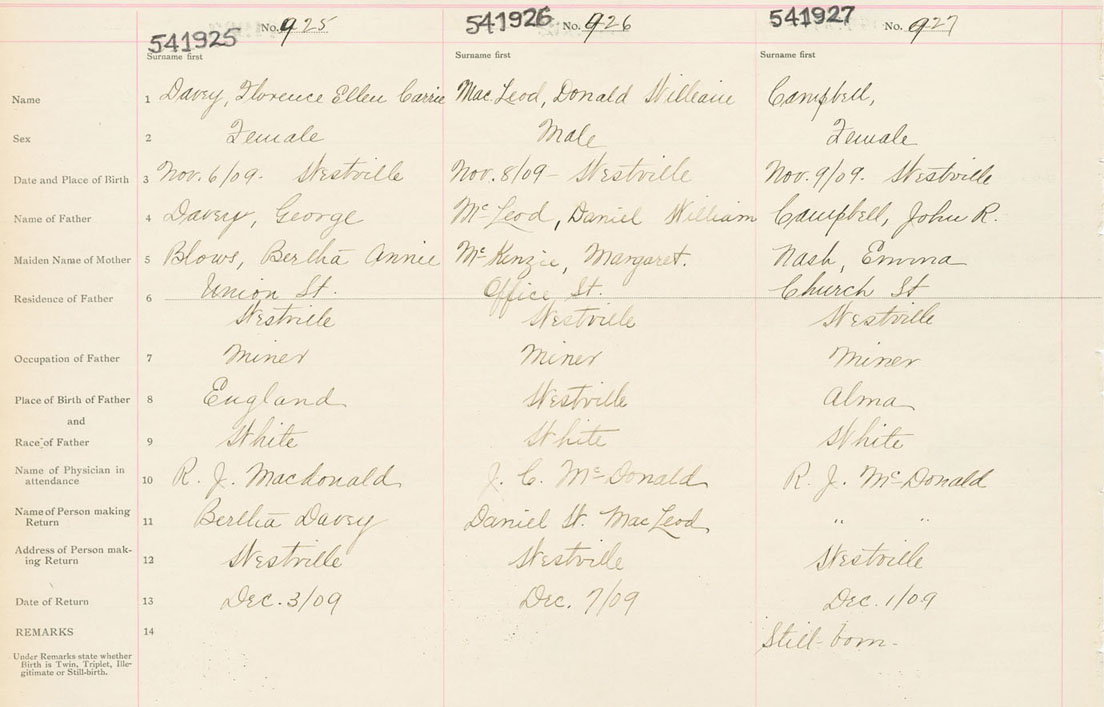 541925 No. 925 541926 No. 926 541927 No. 927
Surname first Surname first Surname first
Name 1 Davey, Florence Ellen Carrie MacLeod, Donald William Campbell,
Sex 2 Female Male Female
Date and Place of Birth 3 Nov. 6/09- Westville Nov. 8/09- Westville Nov. 9/09. Westville
Name of Father 4 Davey, George McLeod, Daniel William Campbell, John R.
Maiden Name of Mother 5 Blows, Bertha Annie McKenzie, Margaret. Nash, Emma
Residence of Father 6 Union St. Office St. Church St
Westville Westville Westville
Occupation of Father 7 Miner Miner Miner
Place of Birth of Father 8 England Westville Alma
and
Race of Father 9 White White White
Name of Physician in
attendance 10 R. J. Macdonald J. C. McDonald R. J. McDonald
Name of Person making
Return 11 Bertha Davey Daniel W. MacLeod " "
Address of Person mak-
ing Return 12 Westville Westville Westville
Date of Return 13 Dec. 3/09 Dec. 7/09 Dec. 1/09
REMARKS 14 Still-born-
Under Remarks state whether
Birth is Twin, Triplet, Ille-
gitimate or Still-birth.